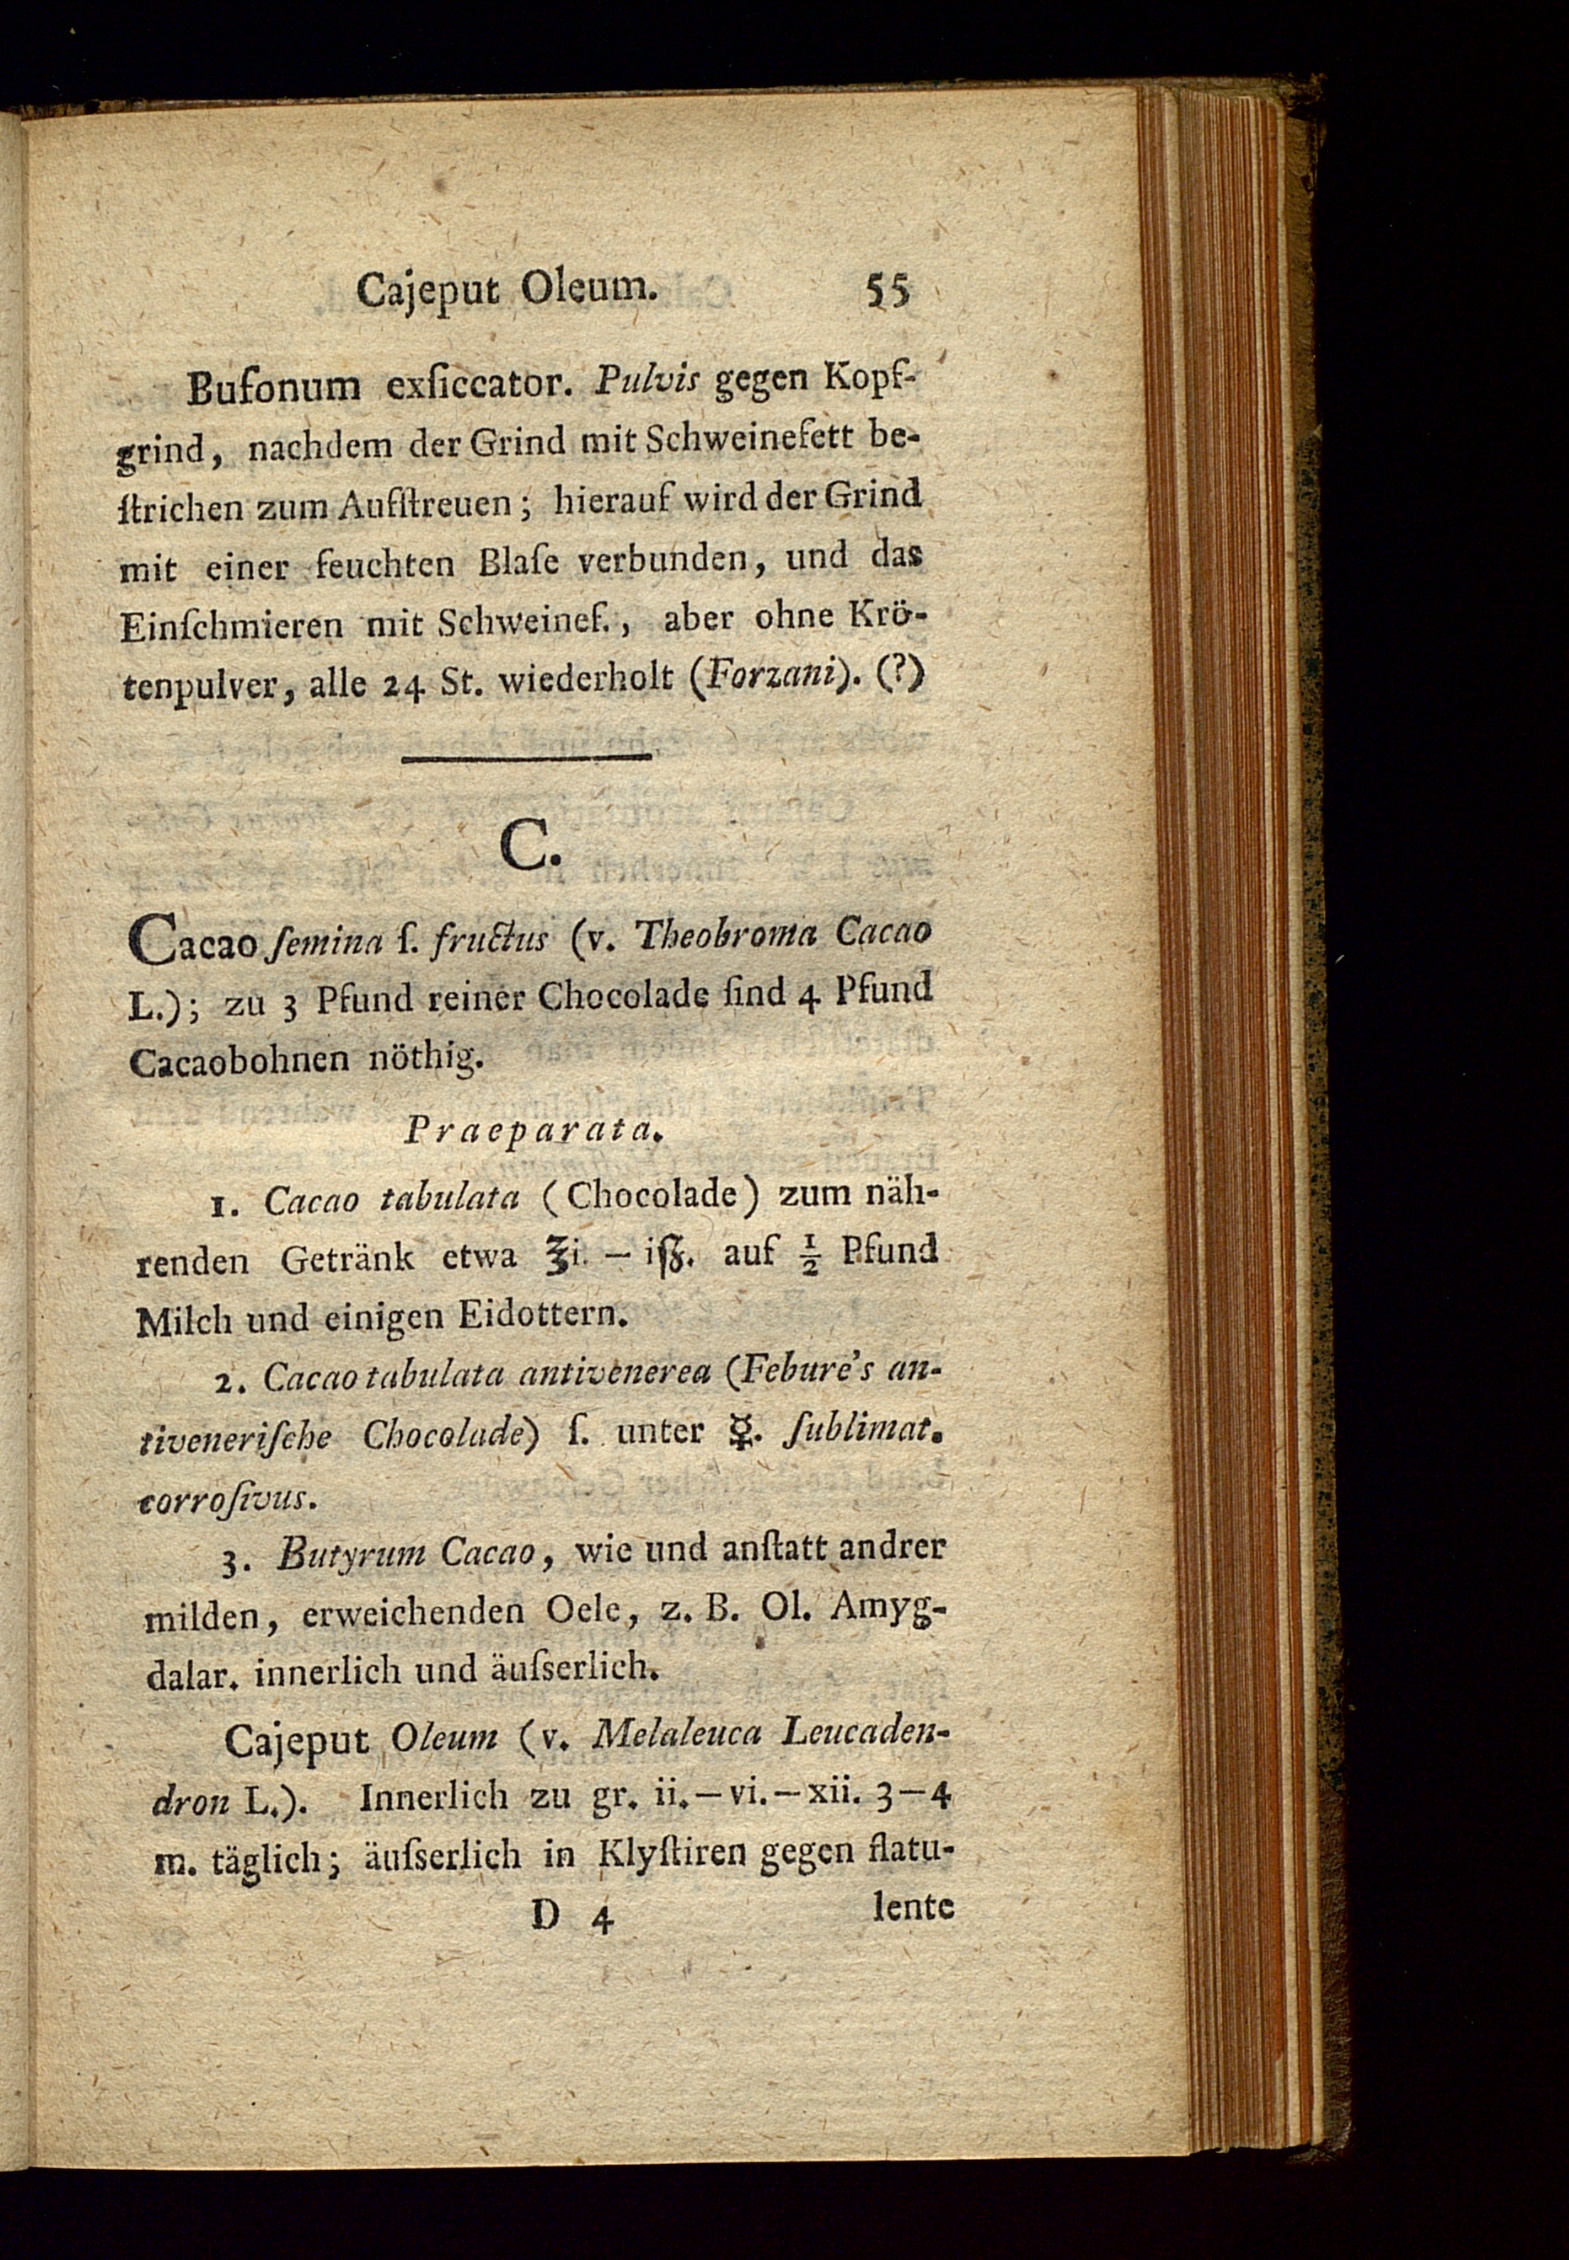 Cajeput Oleum. 55
Bufonum exſiccator. Pulvis gegen Kopf-
grind, nachdem der Grind mit Schweinefett be-
ſtrichen zum Aufſtreuen; hierauf wird der Grind
mit einer feuchten Blaſe verbunden, und das
Einſchmieren mit Schweinef., aber ohne Krö-
tenpulver, alle 24 St. wiederholt (Forzani). (?)
C.
Cacao ſemina ſ. fructus (v. Theobroma Cacao
L.); zu 3 Pfund reiner Chocolade ſind 4 Pfund
Cacaobohnen nöthig.
Praeparata.
1. Cacao tabulata (Chocolade) zum näh-
renden Getränk etwa ℥i. – iſʒ. auf ½ Pfund
Milch und einigen Eidottern.
2. Cacao tabulata antivenerea (Febure's an-
tiveneriſche Chocolade) ſ. unter ☿. ſublimat.
corroſivus.
3. Butyrum Cacao, wie und anſtatt andrer
milden, erweichenden Oele, z. B. Ol. Amyg-
dalar. innerlich und äuſserlich.
Cajeput Oleum (v. Melaleuca Leucaden-
dron L.). Innerlich zu gr. ii. – vi. – xii. 3 – 4
m. täglich; äuſserlich in Klyſtiren gegen flatu-
D 4 lente